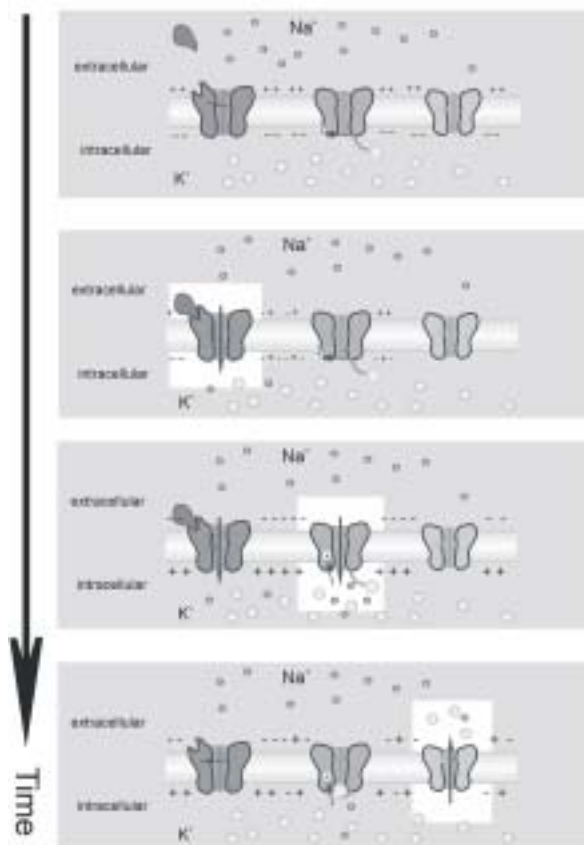 Na⁺
extracellular
++ ++ ++ ++ ++
-- -- -- --
intracellular
K⁺
Na⁺
extracellular
intracellular
K⁺
Na⁺
extracellular
+++ +++ +++ ++
intracellular
K⁺
Na⁺
extracellular
intracellular
K⁺
Time